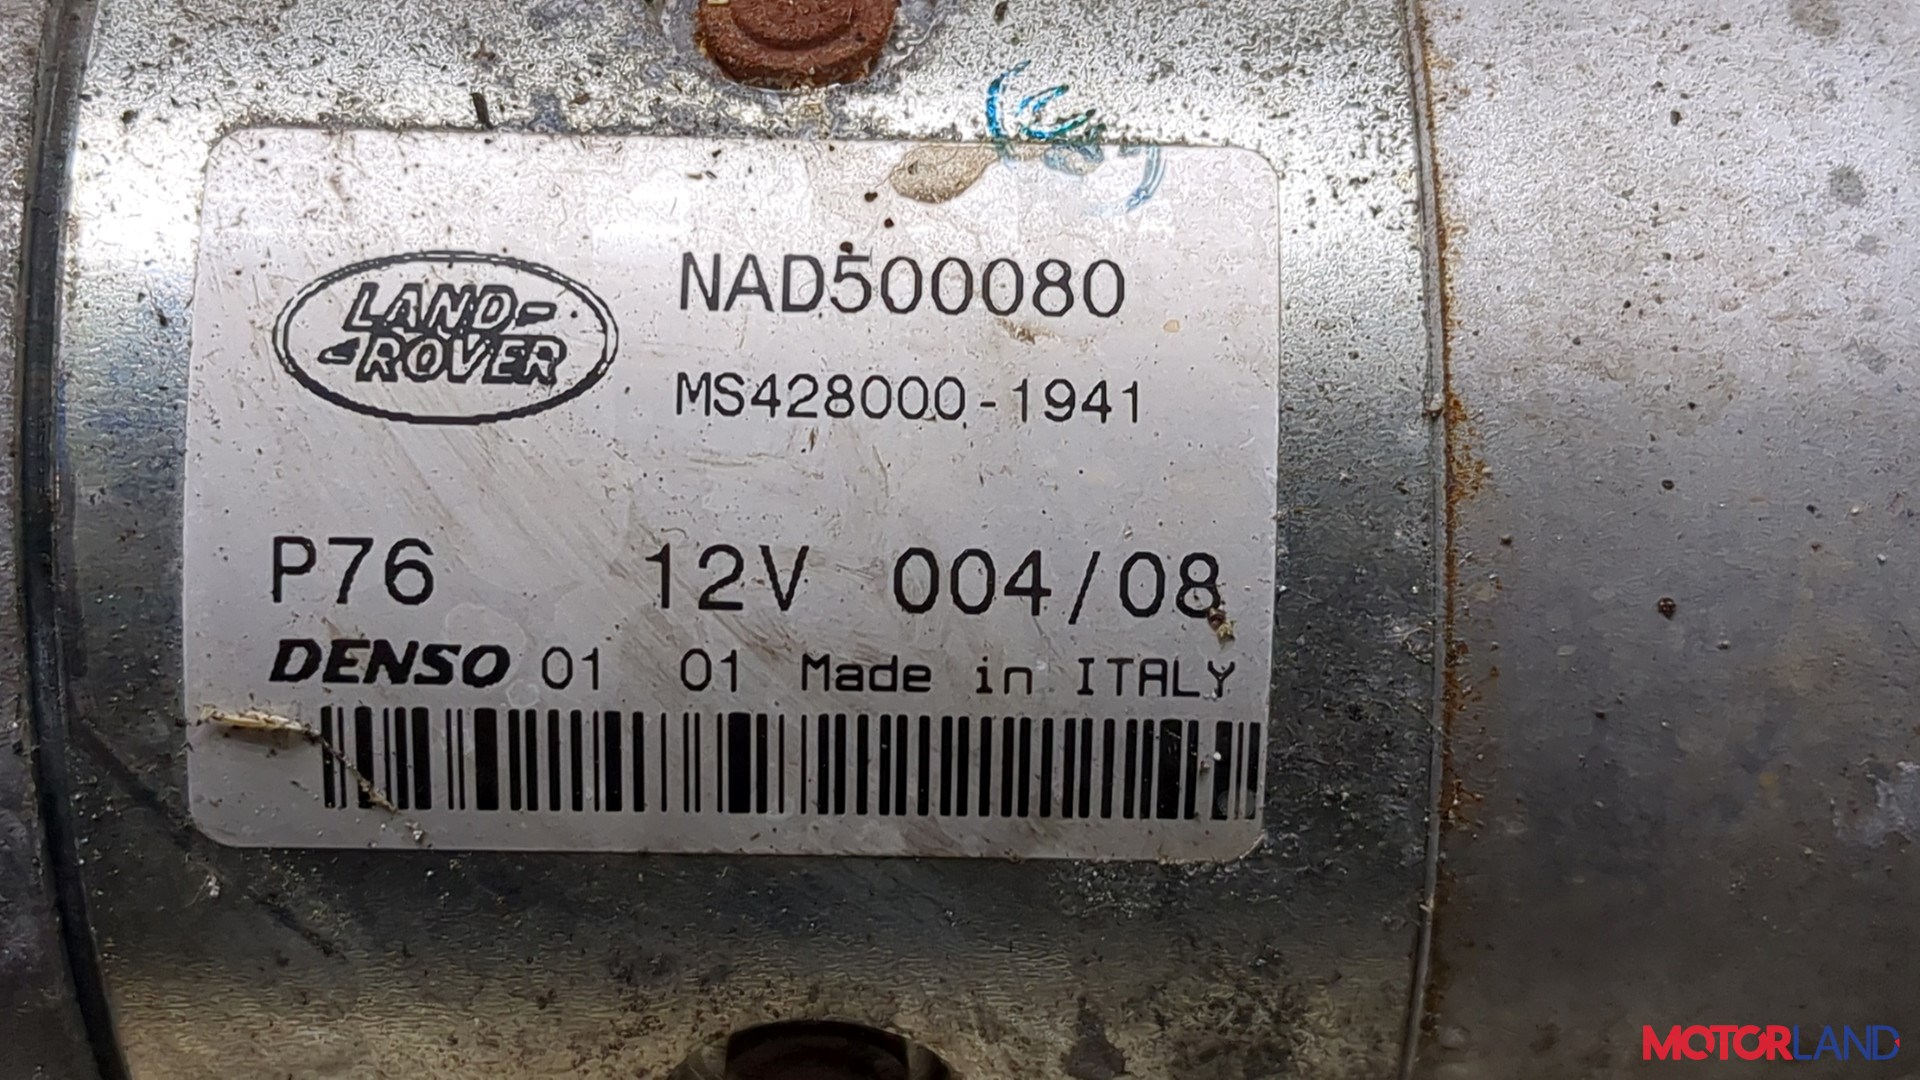 LAND-
ROVER
NAD500080
MS428000-1941
P76 12V 004/08
DENSO 01 01 Made in ITALY
MOTORLAND